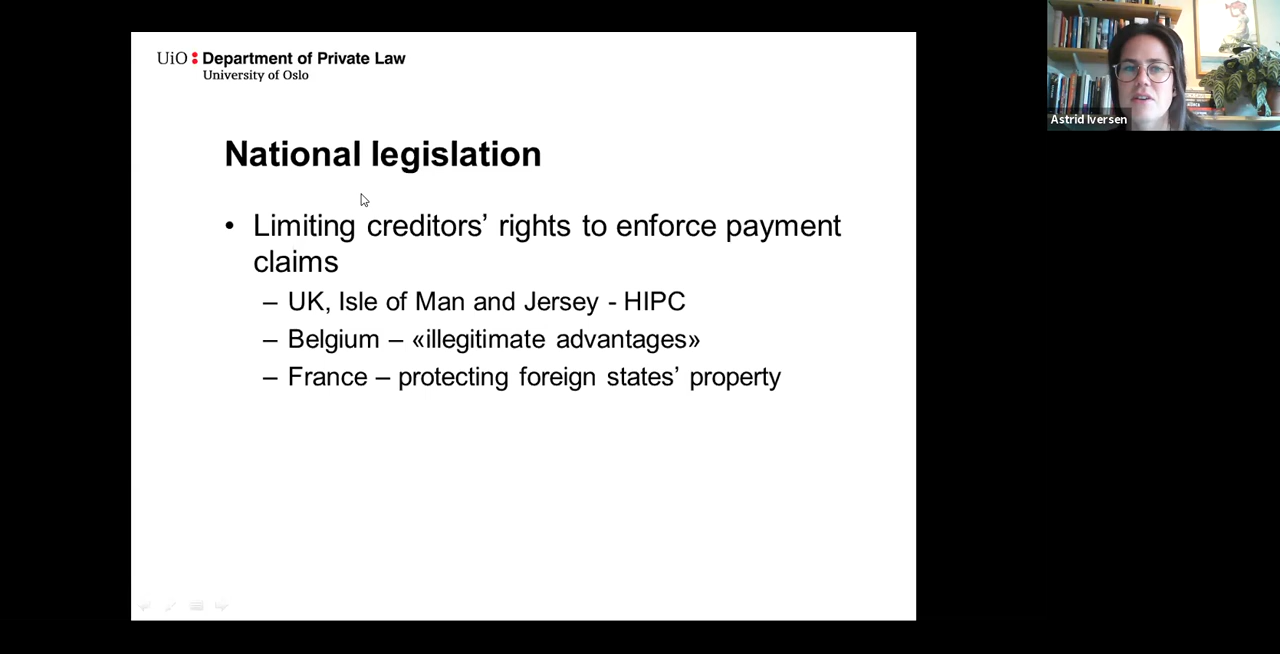 UiO : Department of Private Law
University of Oslo
National legislation
• Limiting creditors’ rights to enforce payment
claims
– UK, Isle of Man and Jersey - HIPC
– Belgium – «illegitimate advantages»
– France – protecting foreign states’ property
Astrid Iversen